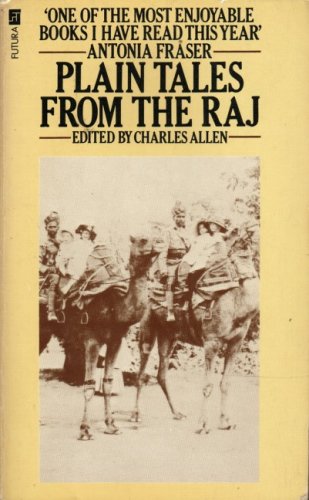 FUTURA
'ONE OF THE MOST ENJOYABLE
BOOKS I HAVE READ THIS YEAR'
ANTONIA FRASER
PLAIN TALES
FROM THE RAJ
EDITED BY CHARLES ALLEN